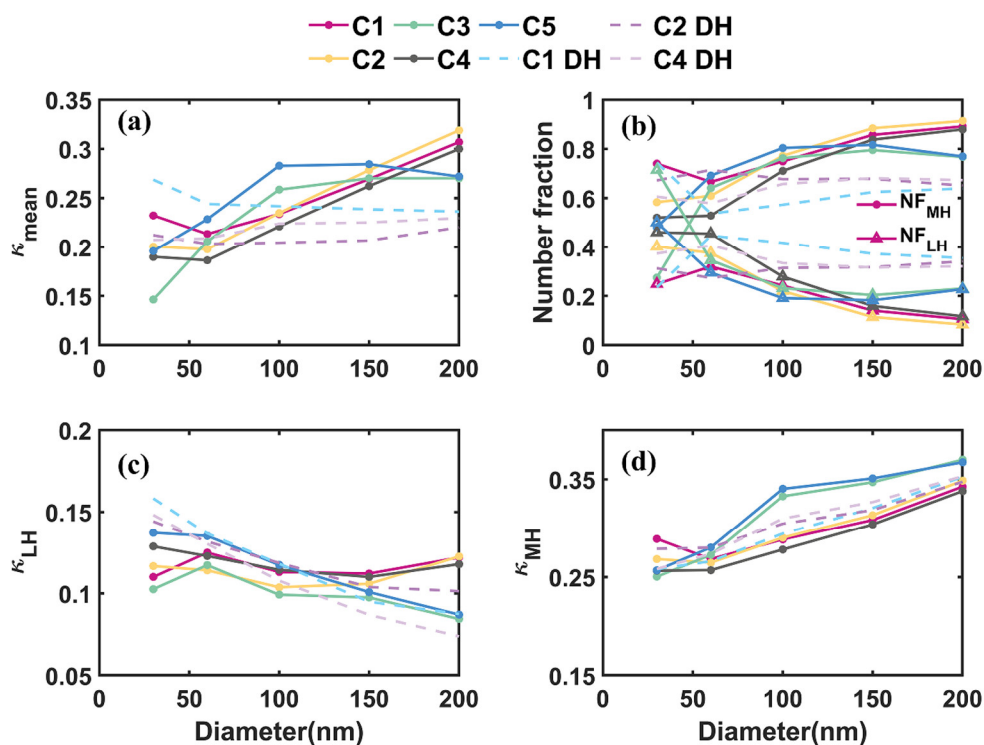 C1 C3 C5 C2 DH
C2 C4 C1 DH C4 DH
(a)
κmean
0.35
0.3
0.25
0.2
0.15
0.1
0 50 100 150 200
(b)
Number fraction
1
0.8
0.6
0.4
0.2
0
NFMH
NFLH
0 50 100 150 200
(c)
κLH
0.2
0.15
0.1
0.05
0 50 100 150 200
Diameter(nm)
(d)
κMH
0.35
0.25
0.15
0 50 100 150 200
Diameter(nm)